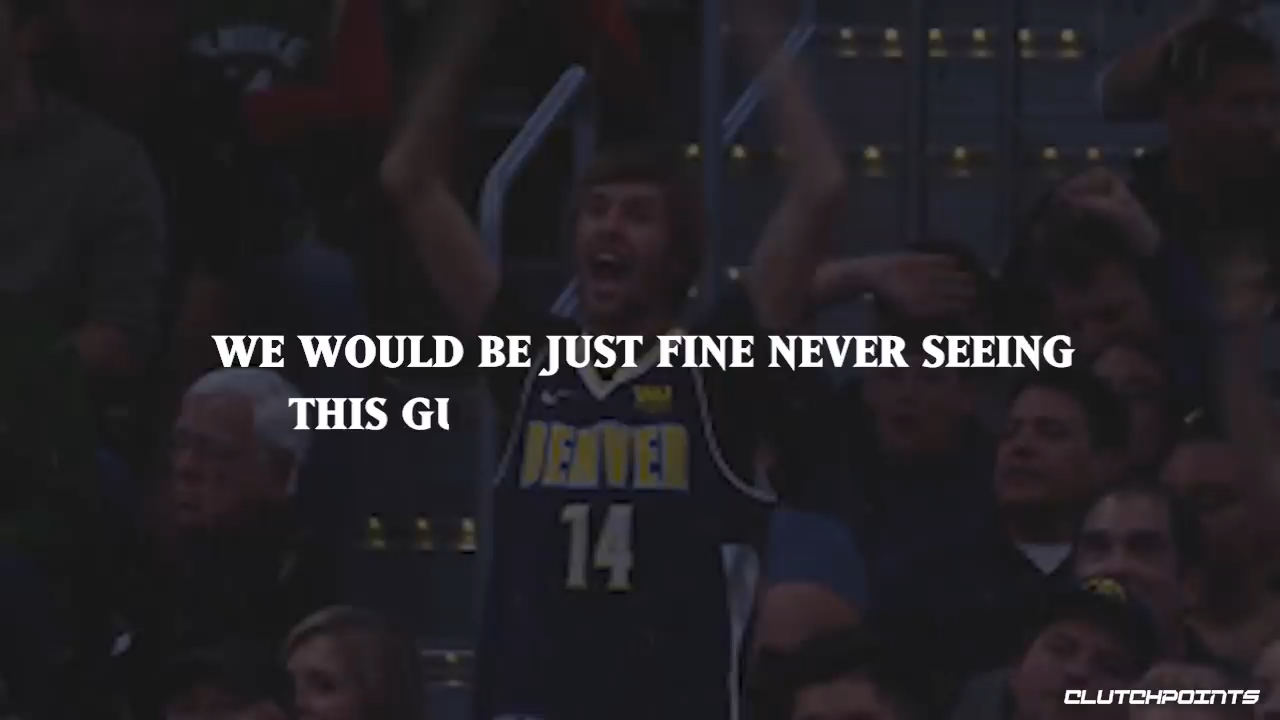 WE WOULD BE JUST FINE NEVER SEEING
THIS GU
DENVER
14
CLUTCHPOINTS